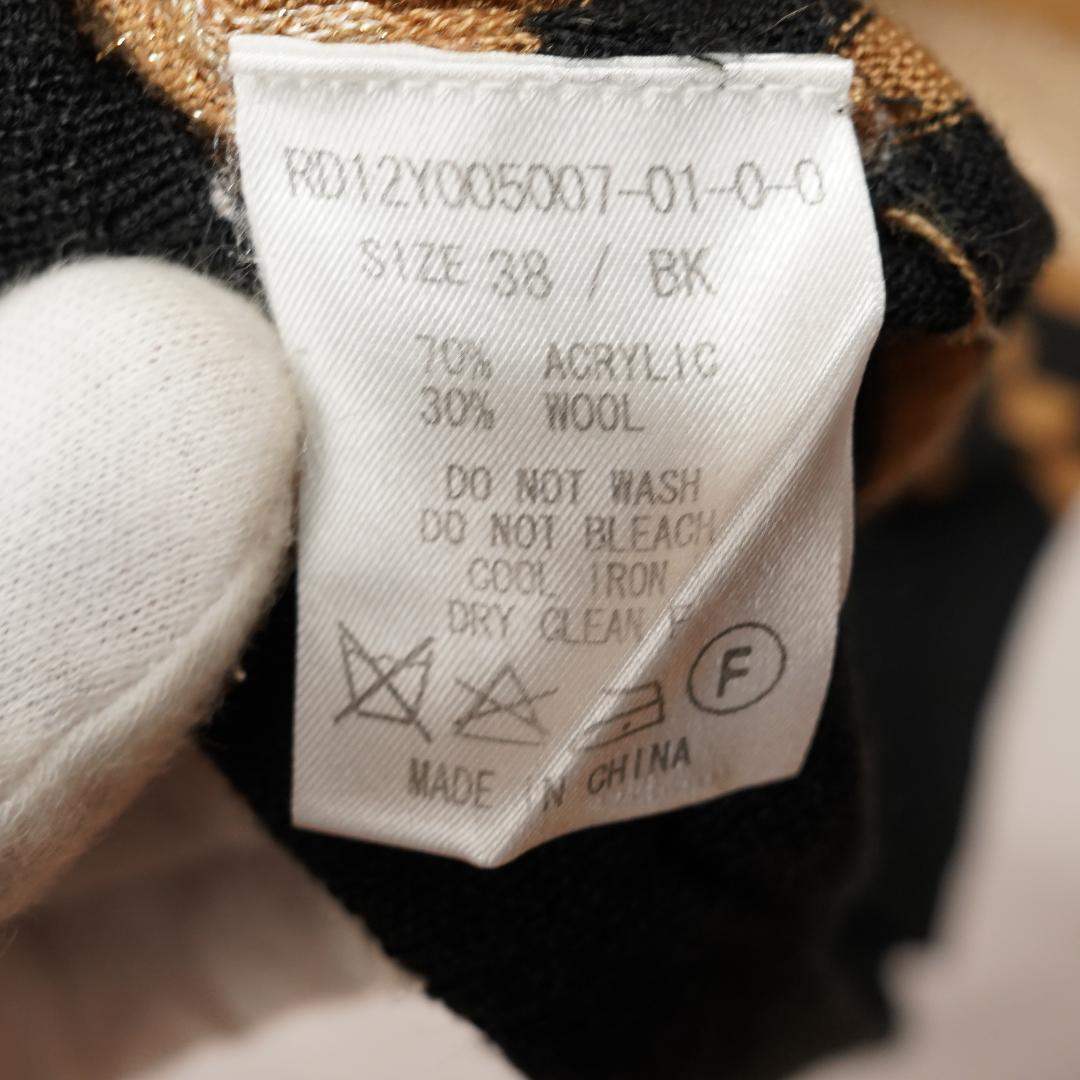 RD12Y005007-01-0-0
SIZE 38 / BK
70% ACRYLIC
30% WOOL
DO NOT WASH
DO NOT BLEACH
COOL IRON
DRY CLEAN F
F
MADE IN CHINA